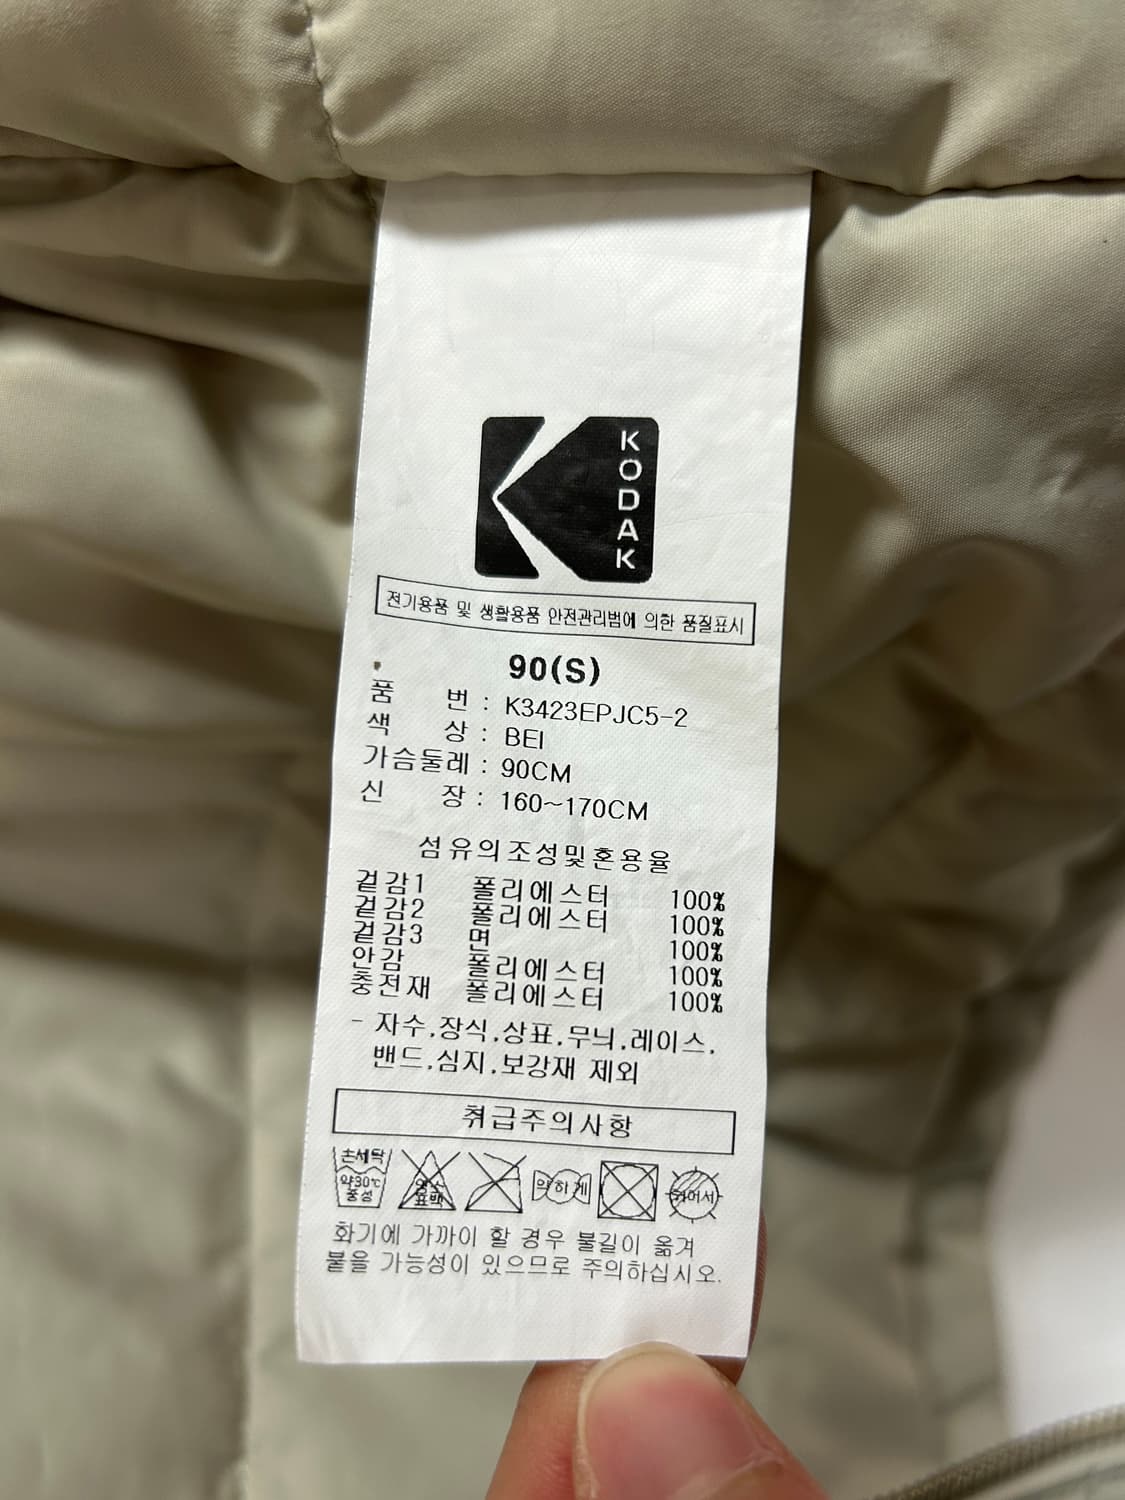 KODAK
전기용품 및 생활용품 안전관리법에 의한 품질표시
90(S)
품 번 : K3423EPJC5-2
색 상 : BEI
가슴둘레 : 90CM
신 장 : 160~170CM
섬유의조성및혼용율
겉감1 폴리에스터 100%
겉감2 폴리에스터 100%
겉감3 면 100%
안감 폴리에스터 100%
충전재 폴리에스터 100%
- 자수,장식,상표,무늬,레이스,
밴드,심지,보강재 제외
취급주의사항
손세탁
약30℃
중성
염소
표백
약하게
뉘어서
화기에 가까이 할 경우 불길이 옮겨
붙을 가능성이 있으므로 주의하십시오.